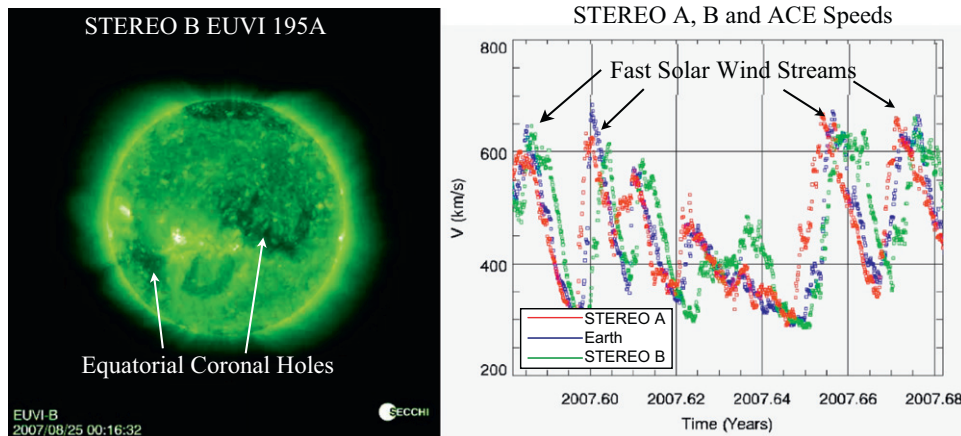 STEREO B EUVI 195A
Equatorial Coronal Holes
EUVI-B
2007/08/25 00:16:32
SECCHI
STEREO A, B and ACE Speeds
Fast Solar Wind Streams
800
600
400
200
V (km/s)
STEREO A
Earth
STEREO B
2007.60 2007.62 2007.64 2007.66 2007.68
Time (Years)